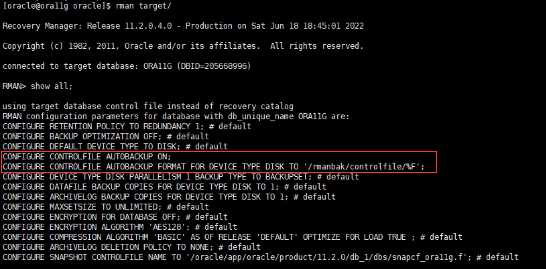 [oracle@ora11g oracle]$ rman target/
Recovery Manager: Release 11.2.0.4.0 - Production on Sat Jun 18 18:45:01 2022
Copyright (c) 1982, 2011, Oracle and/or its affiliates.  All rights reserved.
connected to target database: ORA11G (DBID=205668996)
RMAN> show all;
using target database control file instead of recovery catalog
RMAN configuration parameters for database with db_unique_name ORA11G are:
CONFIGURE RETENTION POLICY TO REDUNDANCY 1; # default
CONFIGURE BACKUP OPTIMIZATION OFF; # default
CONFIGURE DEFAULT DEVICE TYPE TO DISK; # default
CONFIGURE CONTROLFILE AUTOBACKUP ON;
CONFIGURE CONTROLFILE AUTOBACKUP FORMAT FOR DEVICE TYPE DISK TO '/rmanbak/controlfile/%F';
CONFIGURE DEVICE TYPE DISK PARALLELISM 1 BACKUP TYPE TO BACKUPSET; # default
CONFIGURE DATAFILE BACKUP COPIES FOR DEVICE TYPE DISK TO 1; # default
CONFIGURE ARCHIVELOG BACKUP COPIES FOR DEVICE TYPE DISK TO 1; # default
CONFIGURE MAXSETSIZE TO UNLIMITED; # default
CONFIGURE ENCRYPTION FOR DATABASE OFF; # default
CONFIGURE ENCRYPTION ALGORITHM 'AES128'; # default
CONFIGURE COMPRESSION ALGORITHM 'BASIC' AS OF RELEASE 'DEFAULT' OPTIMIZE FOR LOAD TRUE ; # default
CONFIGURE ARCHIVELOG DELETION POLICY TO NONE; # default
CONFIGURE SNAPSHOT CONTROLFILE NAME TO '/oracle/app/oracle/product/11.2.0/db_1/dbs/snapcf_ora11g.f'; # default